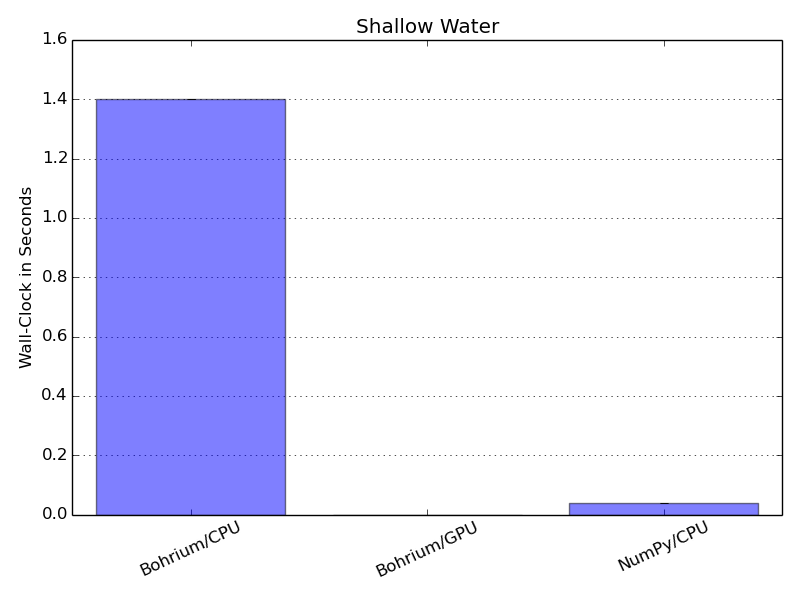 Shallow Water
1.6
1.4
1.2
1.0
0.8
0.6
0.4
0.2
0.0
Wall-Clock in Seconds
Bohrium/CPU
Bohrium/GPU
NumPy/CPU